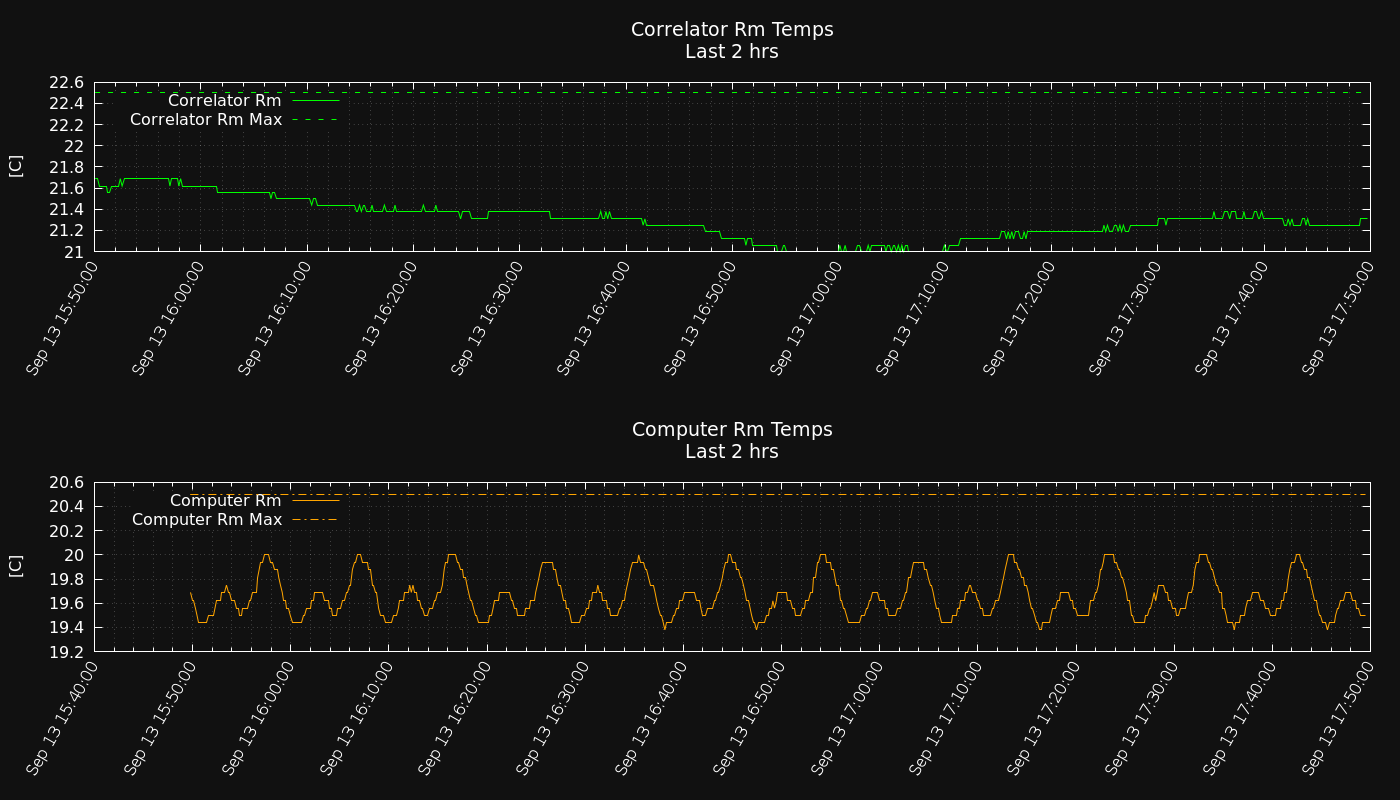 Correlator Rm Temps
Last 2 hrs
22.6
22.4
22.2
22
21.8
21.6
21.4
21.2
21
[C]
Correlator Rm
Correlator Rm Max
Sep 13 15:50:00
Sep 13 16:00:00
Sep 13 16:10:00
Sep 13 16:20:00
Sep 13 16:30:00
Sep 13 16:40:00
Sep 13 16:50:00
Sep 13 17:00:00
Sep 13 17:10:00
Sep 13 17:20:00
Sep 13 17:30:00
Sep 13 17:40:00
Sep 13 17:50:00
Computer Rm Temps
Last 2 hrs
20.6
20.4
20.2
20
19.8
19.6
19.4
19.2
[C]
Computer Rm
Computer Rm Max
Sep 13 15:40:00
Sep 13 15:50:00
Sep 13 16:00:00
Sep 13 16:10:00
Sep 13 16:20:00
Sep 13 16:30:00
Sep 13 16:40:00
Sep 13 16:50:00
Sep 13 17:00:00
Sep 13 17:10:00
Sep 13 17:20:00
Sep 13 17:30:00
Sep 13 17:40:00
Sep 13 17:50:00